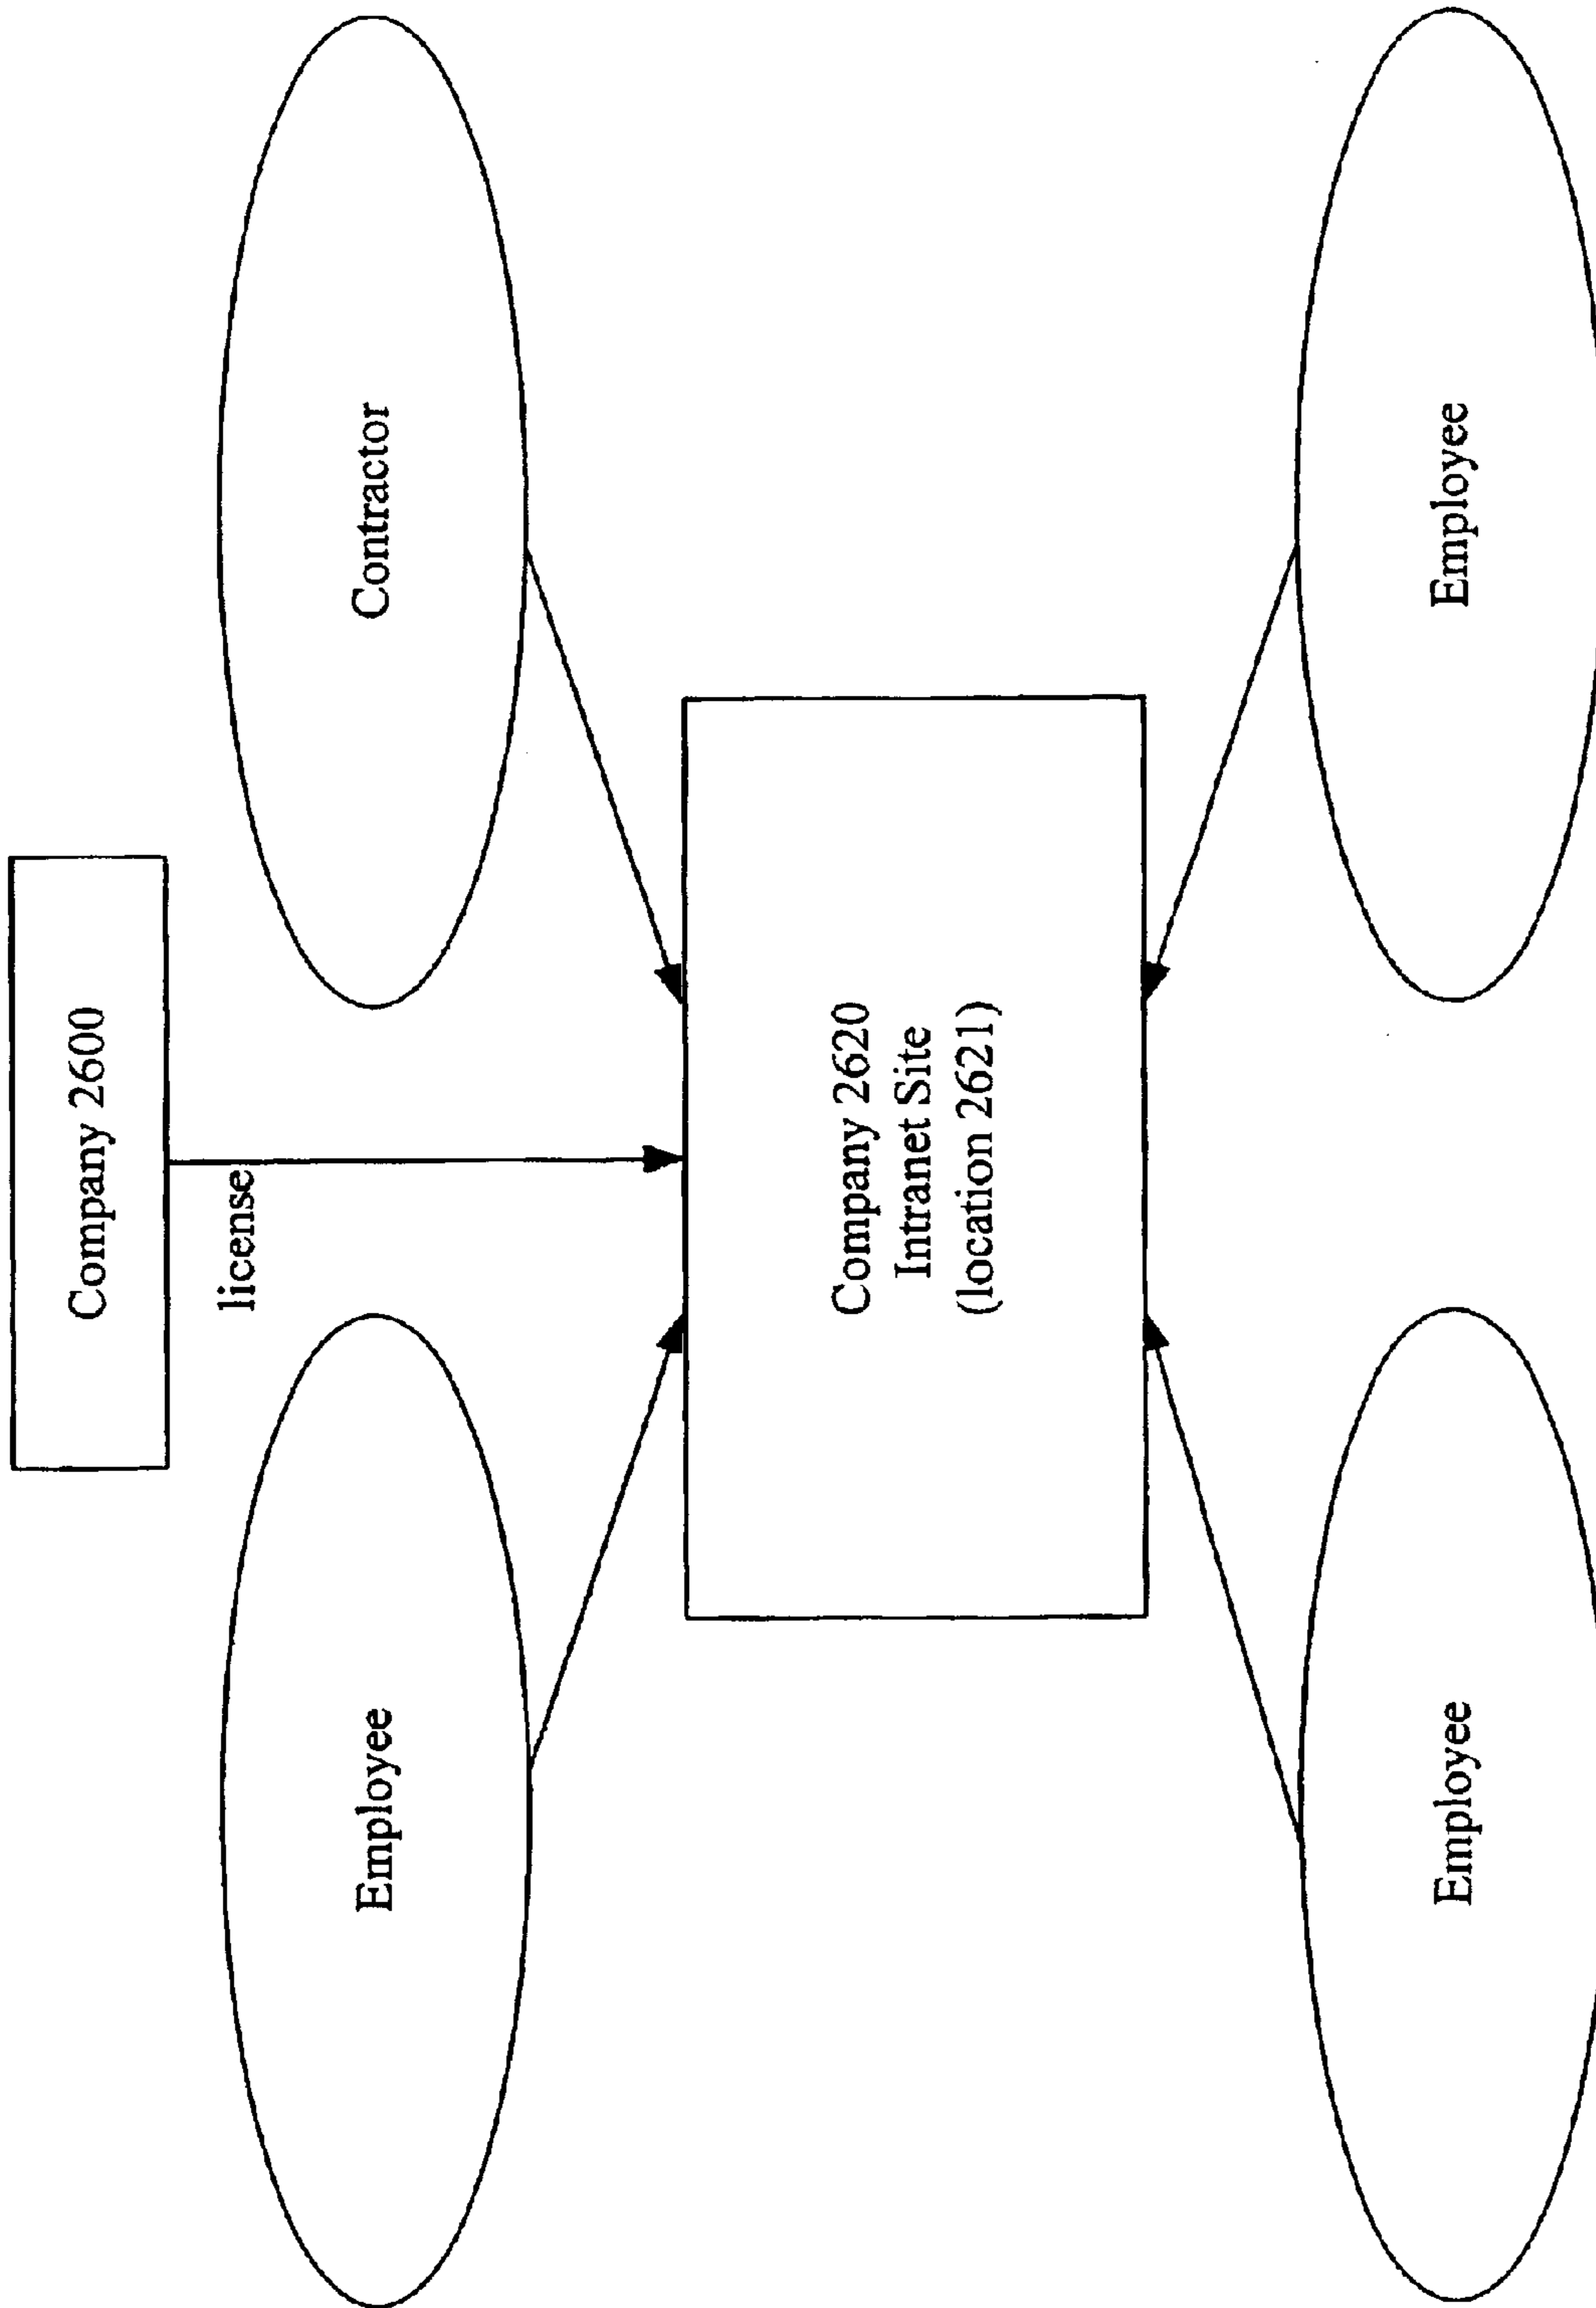 Company 2600
license
Employee
Contractor
Company 2620
Intranet Site
(location 2621)
Employee
Employee